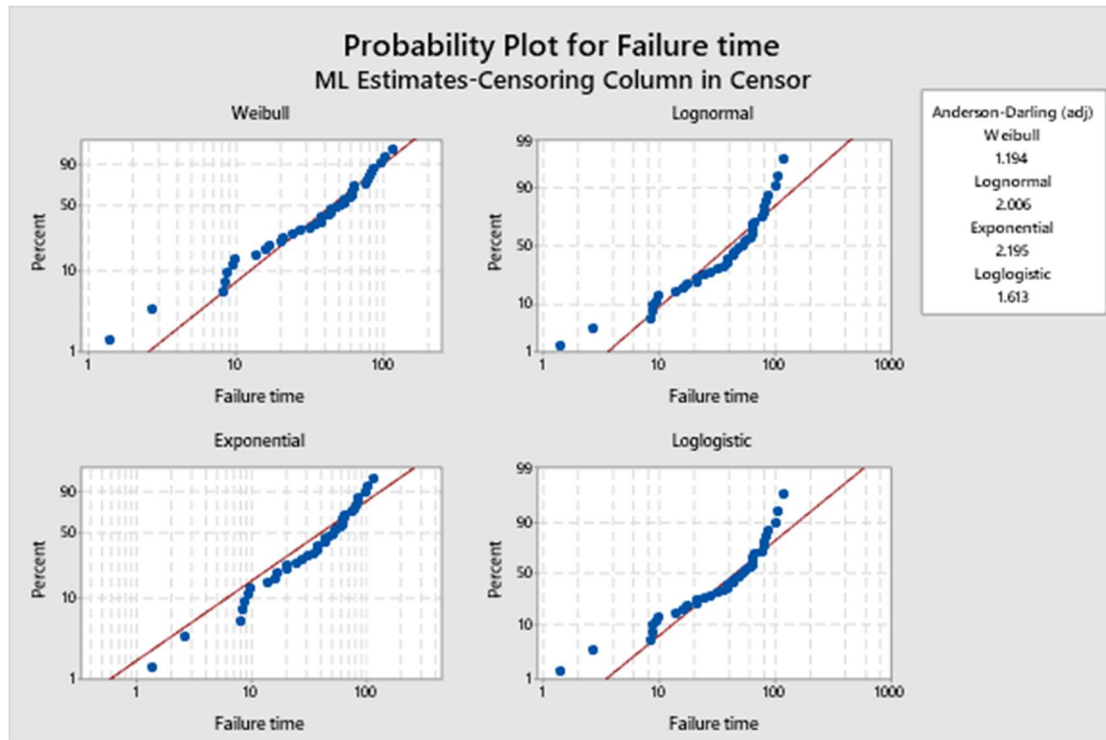 Probability Plot for Failure time
ML Estimates-Censoring Column in Censor
Weibull
Percent
90
50
10
1
1
10
100
Failure time
Lognormal
Percent
99
90
50
10
1
1
10
100
1000
Failure time
Anderson-Darling (adj)
Weibull
1.194
Lognormal
2.006
Exponential
2.195
Loglogistic
1.613
Exponential
Percent
90
50
10
1
1
10
100
Failure time
Loglogistic
Percent
99
90
50
10
1
1
10
100
1000
Failure time